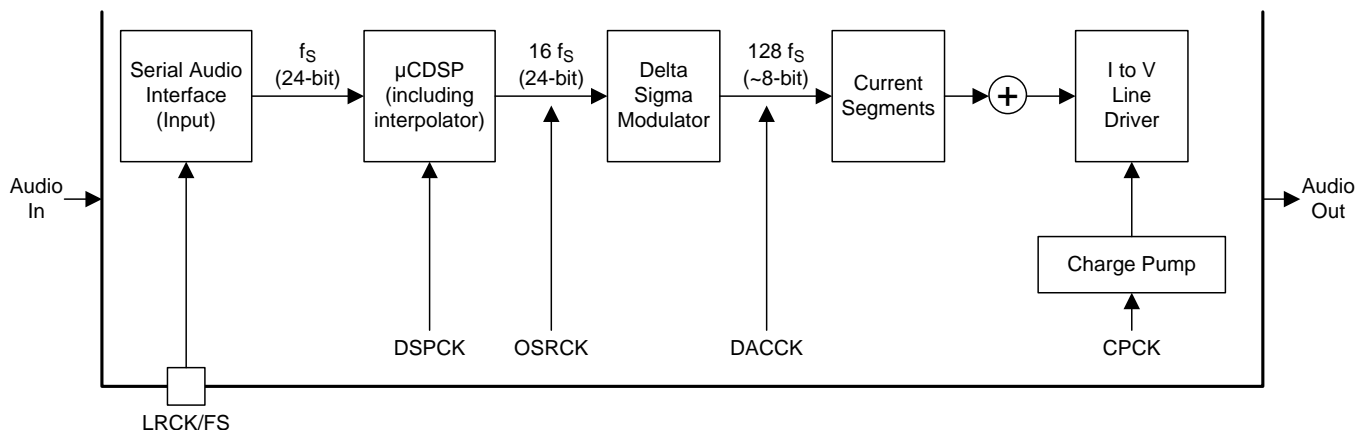 Serial Audio
Interface
(Input)
fS
(24-bit)
µCDSP
(including
interpolator)
16 fS
(24-bit)
Delta
Sigma
Modulator
128 fS
(~8-bit)
Current
Segments
+
I to V
Line
Driver
Audio
In
Audio
Out
Charge Pump
DSPCK
OSRCK
DACCK
CPCK
LRCK/FS